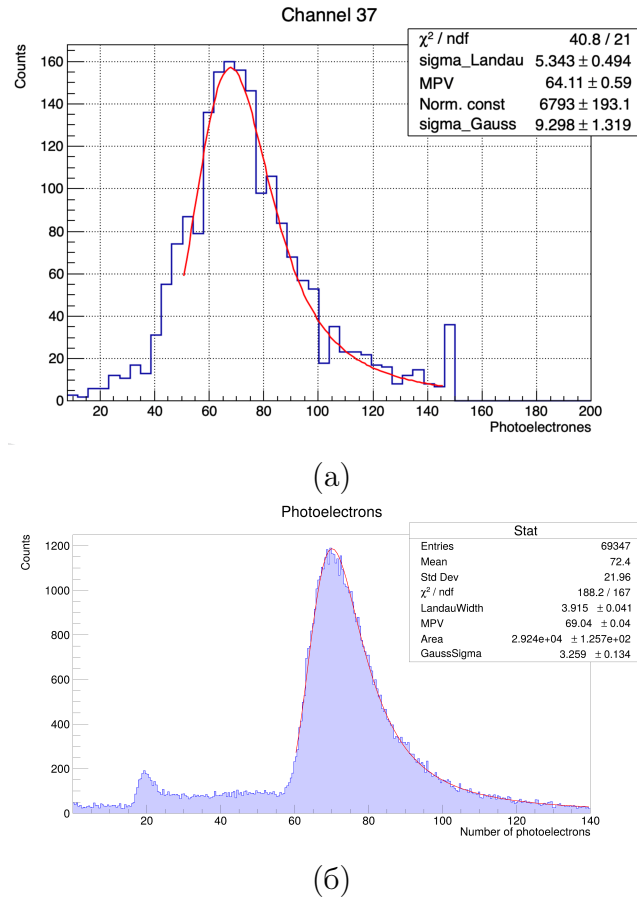 Channel 37
Counts
χ² / ndf 40.8 / 21
sigma_Landau 5.343 ± 0.494
MPV 64.11 ± 0.59
Norm. const 6793 ± 193.1
sigma_Gauss 9.298 ± 1.319
160
140
120
100
80
60
40
20
0
20 40 60 80 100 120 140 160 180 200
Photoelectrones
(а)
Photoelectrons
Counts
Stat
Entries 69347
Mean 72.4
Std Dev 21.96
χ² / ndf 188.2 / 167
LandauWidth 3.915 ± 0.041
MPV 69.04 ± 0.04
Area 2.924e+04 ± 1.257e+02
GaussSigma 3.259 ± 0.134
1200
1000
800
600
400
200
0
20 40 60 80 100 120 140
Number of photoelectrons
(б)